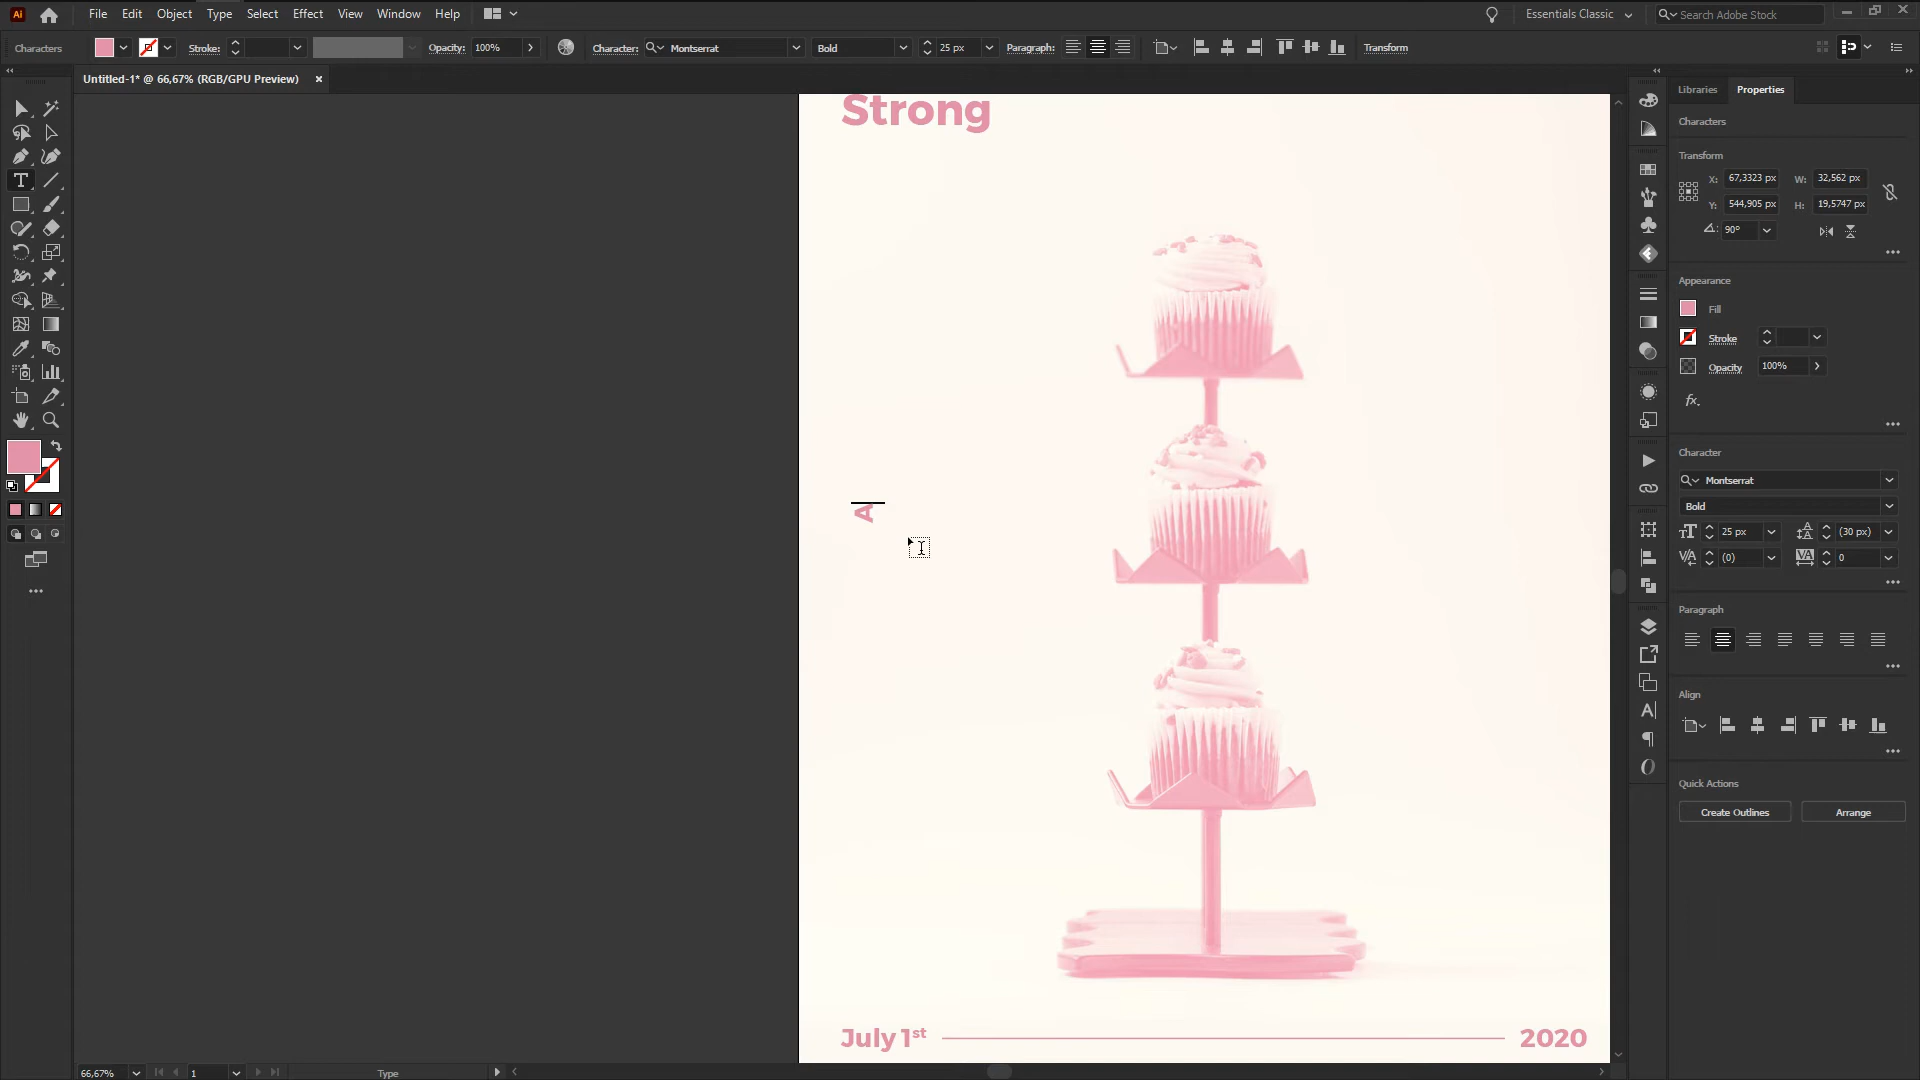 Ai File Edit Object Type Select Effect View Window Help Essentials Classic Search Adobe Stock
Characters Stroke: Opacity: 100% Character: Montserrat Bold 25 px Paragraph: Transform
Untitled-1* @ 66,67% (RGB/GPU Preview) ×
Strong
A
July 1st 2020
66,67% 1 Type
Libraries Properties
Characters
Transform
X: 67,3323 px W: 32,562 px
Y: 544,905 px H: 19,5747 px
90°
Appearance
Fill
Stroke
Opacity 100%
fx.
Character
Montserrat
Bold
25 px (30 px)
(0) 0
Paragraph
Align
Quick Actions
Create Outlines Arrange